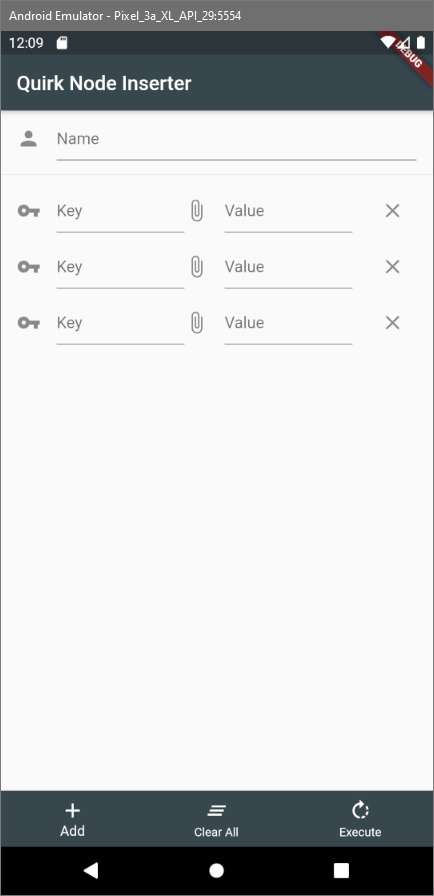 Android Emulator - Pixel_3a_XL_API_29:5554
12:09
DEBUG
Quirk Node Inserter
Name
Key Value
Key Value
Key Value
Add Clear All Execute